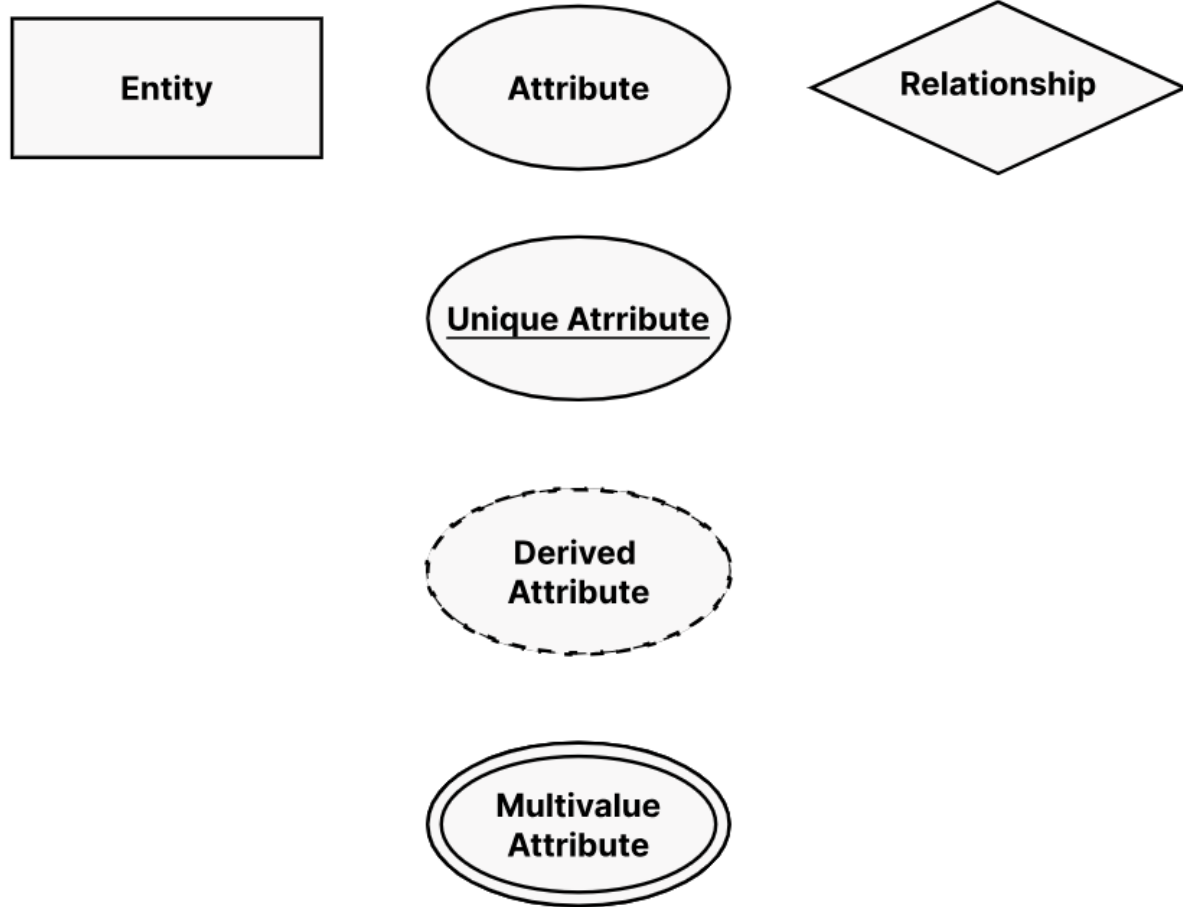 Entity
Attribute
Relationship
Unique Atrribute
Derived
Attribute
Multivalue
Attribute